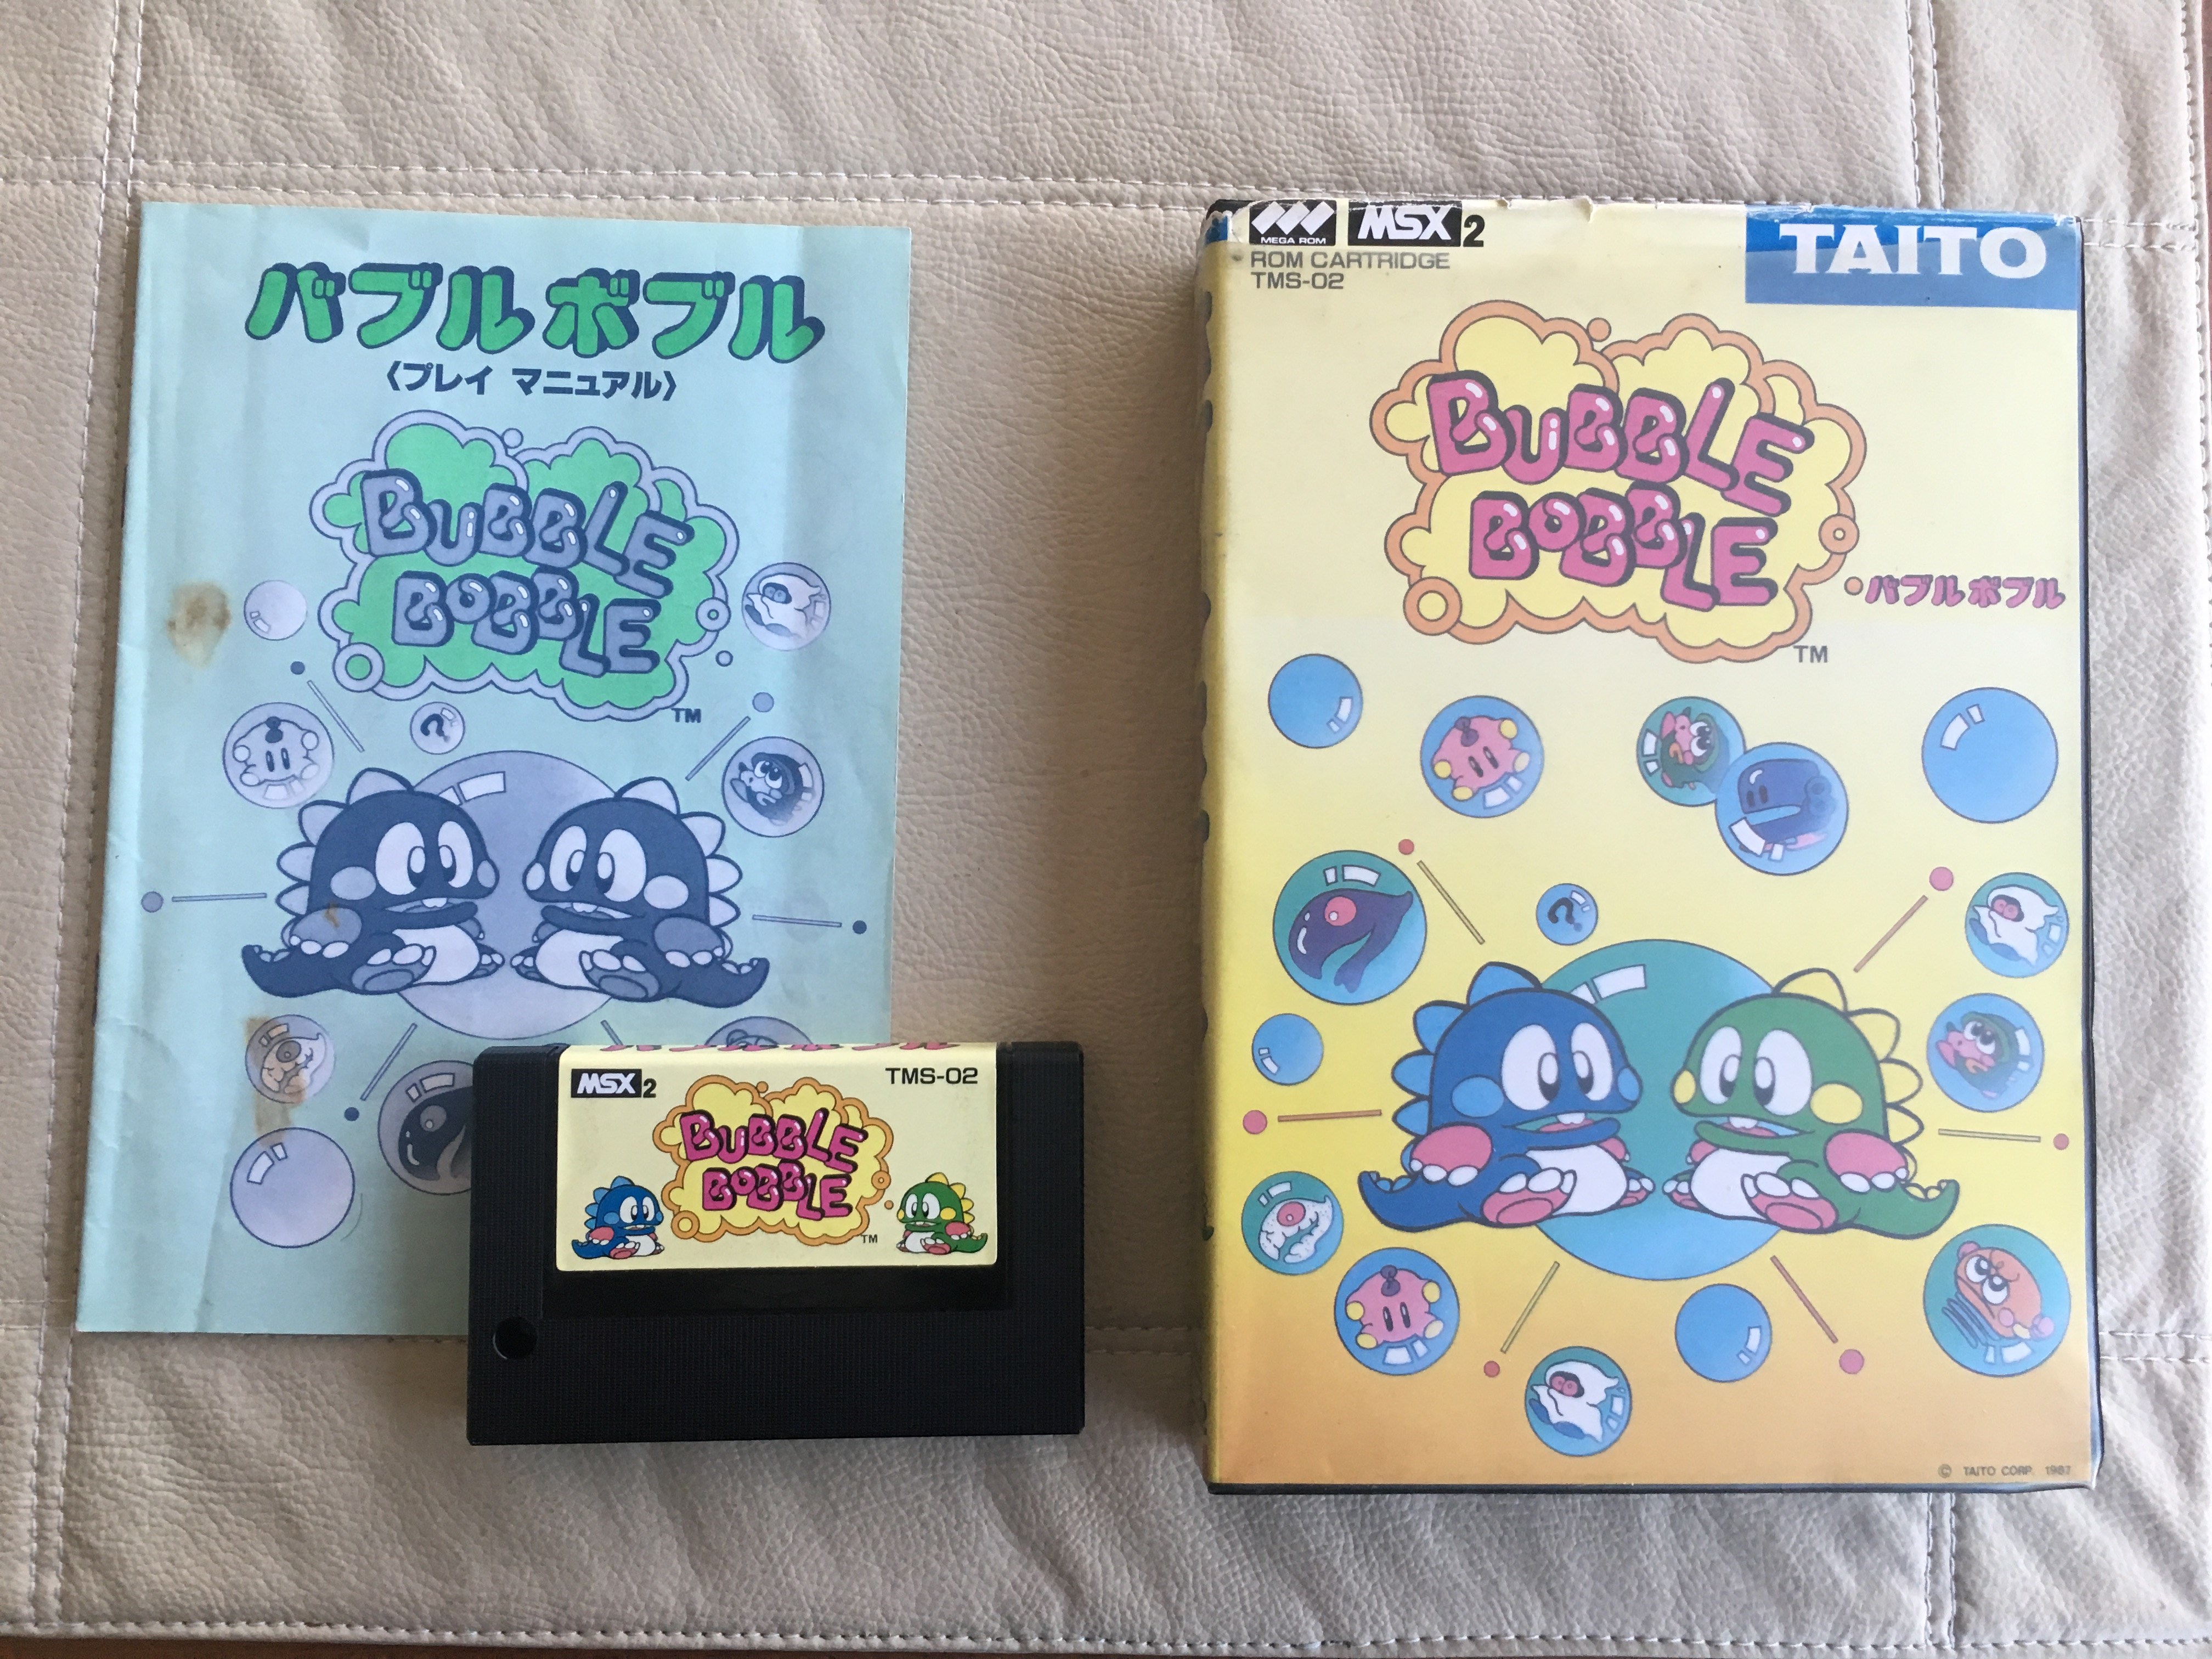 バブルボブル
〈プレイ マニュアル〉
BUBBLE
BOBBLE
TM
?
MSX2
TMS-02
BUBBLE
BOBBLE
TM
MEGA ROM
MSX2
TAITO
ROM CARTRIDGE
TMS-02
BUBBLE
BOBBLE
バブルボブル
TM
?
© TAITO CORP. 1987